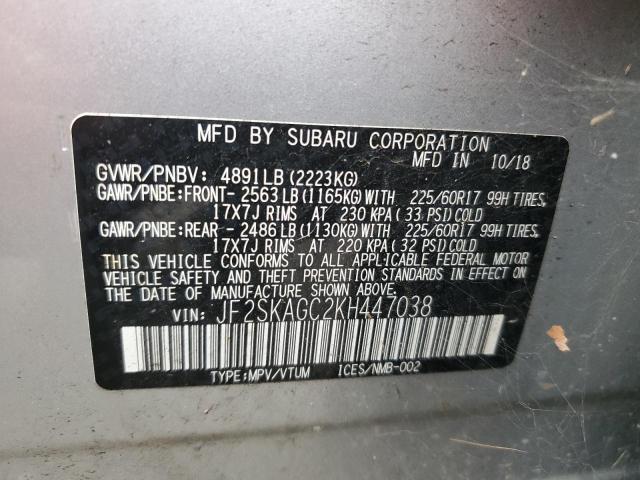 MFD BY SUBARU CORPORATION
GVWR/PNBV: 4891LB (2223KG) MFD IN 10/18
GAWR/PNBE:FRONT- 2563 LB (1165KG) WITH 225/60R17 99H TIRES,
17X7J RIMS AT 230 KPA (33 PSI) COLD
GAWR/PNBE:REAR - 2486 LB (1130KG) WITH 225/60R17 99H TIRES,
17X7J RIMS AT 220 KPA (32 PSI) COLD
THIS VEHICLE CONFORMS TO ALL APPLICABLE FEDERAL MOTOR
VEHICLE SAFETY AND THEFT PREVENTION STANDARDS IN EFFECT ON
THE DATE OF MANUFACTURE SHOWN ABOVE.
VIN: JF2SKAGC2KH447038
TYPE:MPV/VTUM ICES/NMB-002